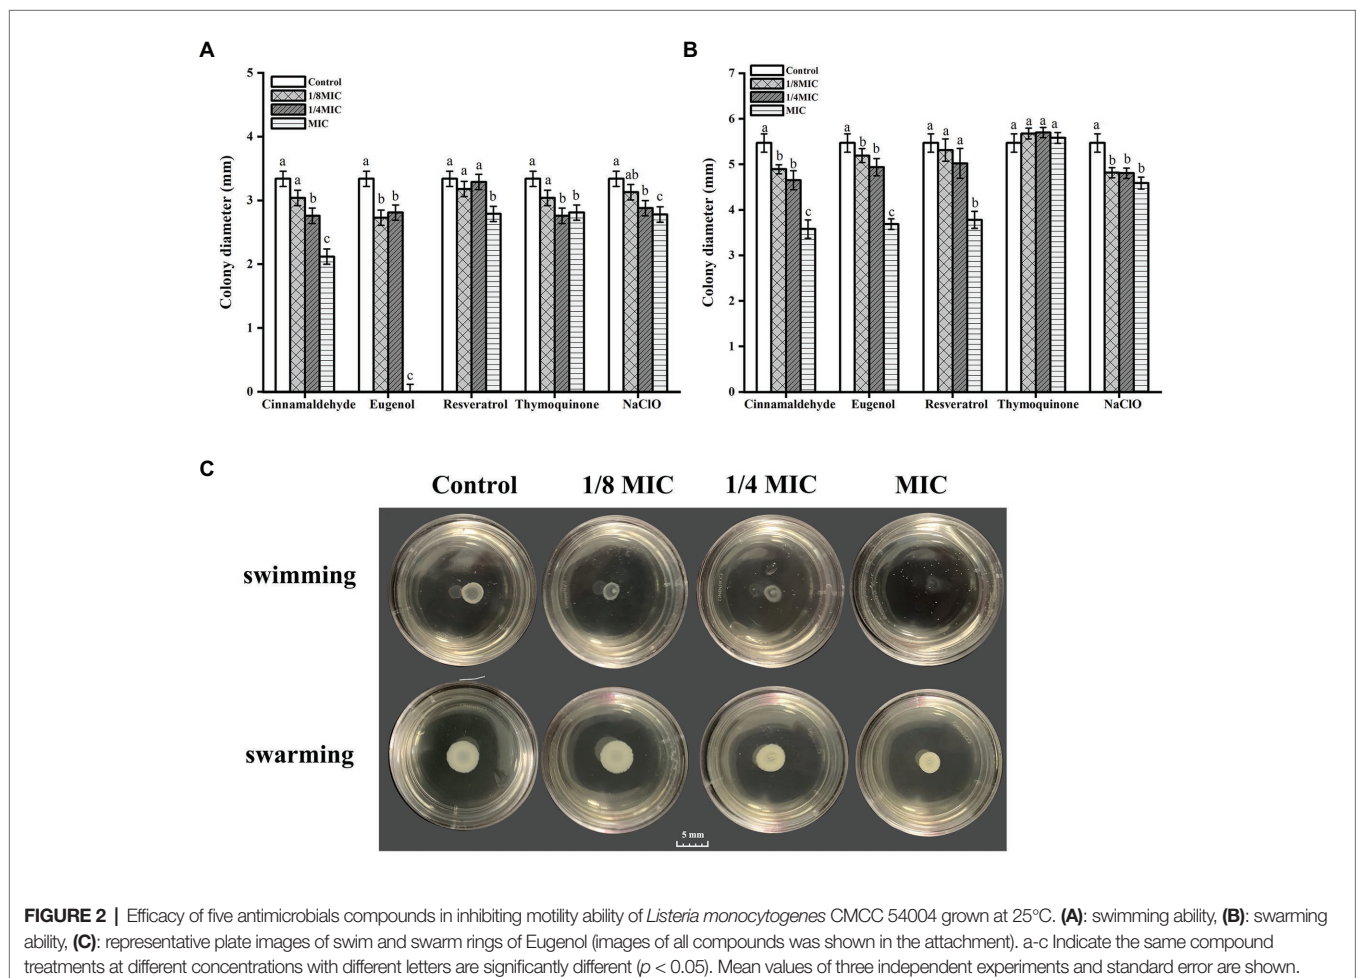 A
B
5
4
3
2
1
0
Colony diameter (mm)
Control
1/8MIC
1/4MIC
MIC
a a b c
a b b c
a a a b
a a b b
a ab b c
Cinnamaldehyde Eugenol Resveratrol Thymoquinone NaClO
7
6
5
4
3
2
1
0
Colony diameter (mm)
Control
1/8MIC
1/4MIC
MIC
a b b c
a b b c
a a a b
a a a a
a b b b
Cinnamaldehyde Eugenol Resveratrol Thymoquinone NaClO
C
Control 1/8 MIC 1/4 MIC MIC
swimming
swarming
5 mm
FIGURE 2 | Efficacy of five antimicrobials compounds in inhibiting motility ability of Listeria monocytogenes CMCC 54004 grown at 25°C. (A): swimming ability, (B): swarming
ability, (C): representative plate images of swim and swarm rings of Eugenol (images of all compounds was shown in the attachment). a-c Indicate the same compound
treatments at different concentrations with different letters are significantly different (p < 0.05). Mean values of three independent experiments and standard error are shown.